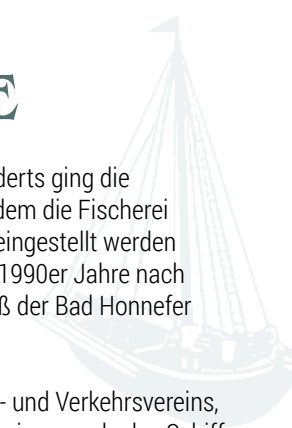 E
derts ging die
dem die Fischerei
eingestellt werden
1990er Jahre nach
ß der Bad Honnefer
- und Verkehrsvereins,